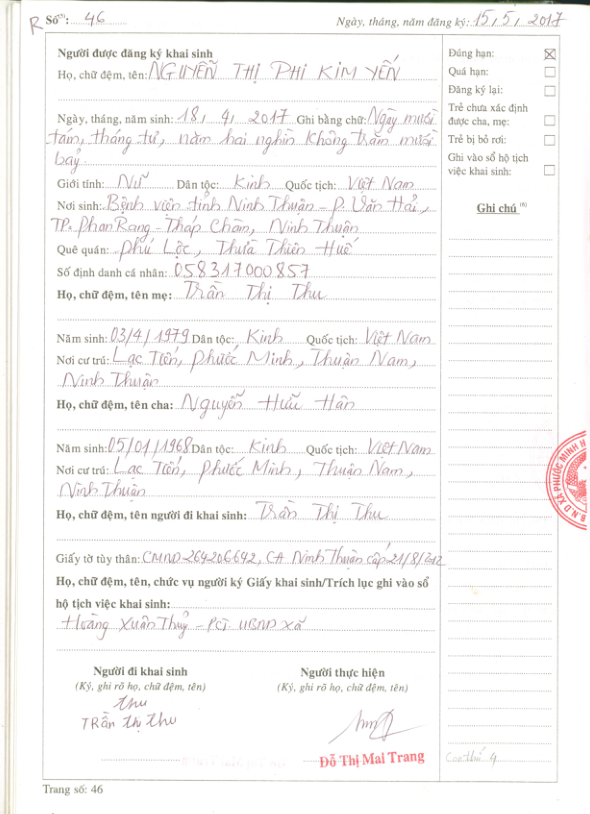 R Số(5): 46
Ngày, tháng, năm đăng ký: 15, 5, 2017
Người được đăng ký khai sinh
Họ, chữ đệm, tên: NGUYỄN THỊ PHI KIM YẾN
Ngày, tháng, năm sinh: 18, 4, 2017 Ghi bằng chữ: Ngày mười
tám, tháng tư, năm hai nghìn không trăm mười
bảy
Giới tính: Nữ Dân tộc: Kinh Quốc tịch: Việt Nam
Nơi sinh: Bệnh viện tỉnh Ninh Thuận - P. Văn Hải,
TP. Phan Rang - Tháp Chàm, Ninh Thuận
Quê quán: Phú Lộc, Thừa Thiên Huế
Số định danh cá nhân: 058317000857
Họ, chữ đệm, tên mẹ: Trần Thị Thu
Năm sinh: 03/4/1979 Dân tộc: Kinh Quốc tịch: Việt Nam
Nơi cư trú: Lạc Tiến, Phước Minh, Thuận Nam,
Ninh Thuận
Họ, chữ đệm, tên cha: Nguyễn Hữu Hân
Năm sinh: 05/01/1968 Dân tộc: Kinh Quốc tịch: Việt Nam
Nơi cư trú: Lạc Tiến, Phước Minh, Thuận Nam,
Ninh Thuận
Họ, chữ đệm, tên người đi khai sinh: Trần Thị Thu
Giấy tờ tùy thân: CMND 264206642, CA Ninh Thuận cấp 21/8/2012
Họ, chữ đệm, tên, chức vụ người ký Giấy khai sinh/Trích lục ghi vào sổ
hộ tịch việc khai sinh:
Hoàng Xuân Thủy - PCT. UBND xã
Người đi khai sinh
(Ký, ghi rõ họ, chữ đệm, tên)
Thu
Trần Thị Thu
Người thực hiện
(Ký, ghi rõ họ, chữ đệm, tên)
Đỗ Thị Mai Trang
Đúng hạn:
Quá hạn:
Đăng ký lại:
Trẻ chưa xác định
được cha, mẹ:
Trẻ bị bỏ rơi:
Ghi vào sổ hộ tịch
việc khai sinh:
Ghi chú (6)
B.N.D XÃ PHƯỚC MINH H
Con thứ 4
Trang số: 46